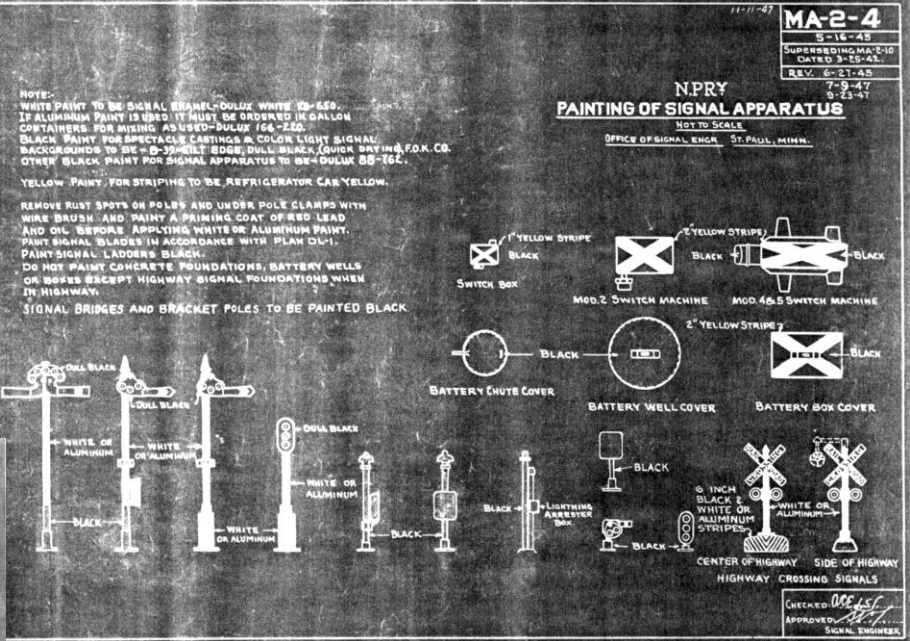 11-11-47
MA-2-4
5-16-45
SUPERSEDING MA-2-10
DATED 3-25-42.
REV. 6-27-45
7-9-47
9-23-47
N.P.RY
PAINTING OF SIGNAL APPARATUS
NOT TO SCALE
OFFICE OF SIGNAL ENGR. ST. PAUL, MINN.
NOTE:-
WHITE PAINT TO BE SIGNAL ENAMEL-DULUX WHITE
IF ALUMINUM PAINT IS USED IT MUST BE ORDERED IN GALLON
CONTAINERS FOR MIXING AS USED-DULUX 166-
BLACK PAINT FOR SPECTACLE CASTINGS & COLOR LIGHT SIGNAL
BACKGROUNDS TO BE - B-39-GILT EDGE, DULL BLACK, (QUICK DRYING) F.O.K. CO.
OTHER BLACK PAINT FOR SIGNAL APPARATUS TO BE - DULUX
YELLOW PAINT, FOR STRIPING TO BE, REFRIGERATOR CAR YELLOW.
REMOVE RUST SPOTS ON POLES AND UNDER POLE CLAMPS WITH
WIRE BRUSH AND PAINT A PRIMING COAT OF RED LEAD
AND OIL BEFORE APPLYING WHITE OR ALUMINUM PAINT.
PAINT SIGNAL BLADES IN ACCORDANCE WITH PLAN DL-1.
PAINT SIGNAL LADDERS BLACK.
DO NOT PAINT CONCRETE FOUNDATIONS, BATTERY WELLS
OR BOXES EXCEPT HIGHWAY SIGNAL FOUNDATIONS WHEN
IN HIGHWAY.
SIGNAL BRIDGES AND BRACKET POLES TO BE PAINTED BLACK
1" YELLOW STRIPE
BLACK
SWITCH BOX
2" YELLOW STRIPE
BLACK
BLACK
MOD. 2 SWITCH MACHINE
MOD. 4&5 SWITCH MACHINE
BLACK
2" YELLOW STRIPE
BLACK
BATTERY CHUTE COVER
BATTERY WELL COVER
BATTERY BOX COVER
DULL BLACK
DULL BLACK
DULL BLACK
WHITE OR
ALUMINUM
WHITE
OR ALUMINUM
WHITE OR
ALUMINUM
BLACK
WHITE
OR ALUMINUM
BLACK
BLACK
LIGHTNING
ARRESTER
BOX
BLACK
BLACK
6 INCH
BLACK &
WHITE OR
ALUMINUM
STRIPES
WHITE OR
ALUMINUM
CENTER OF HIGHWAY
SIDE OF HIGHWAY
HIGHWAY CROSSING SIGNALS
CHECKED:
APPROVED
SIGNAL ENGINEER